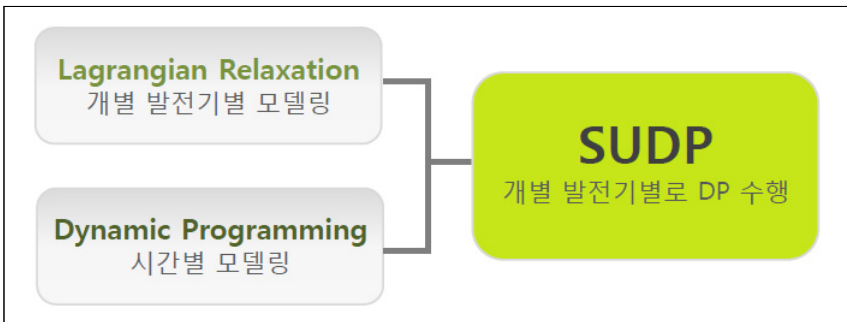 Lagrangian Relaxation
개별 발전기별 모델링
Dynamic Programming
시간별 모델링
SUDP
개별 발전기별로 DP 수행